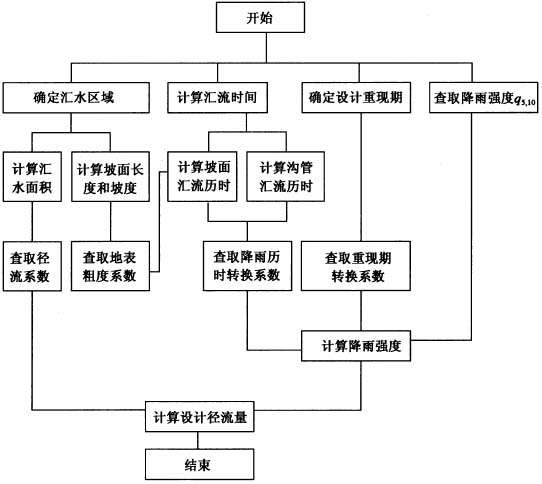 开始
确定汇水区域
计算汇流时间
确定设计重现期
查取降雨强度q5,10
计算汇
水面积
计算坡面长
度和坡度
计算坡面
汇流历时
计算沟管
汇流历时
查取径
流系数
查取地表
粗度系数
查取降雨历
时转换系数
查取重现期
转换系数
计算降雨强度
计算设计径流量
结束